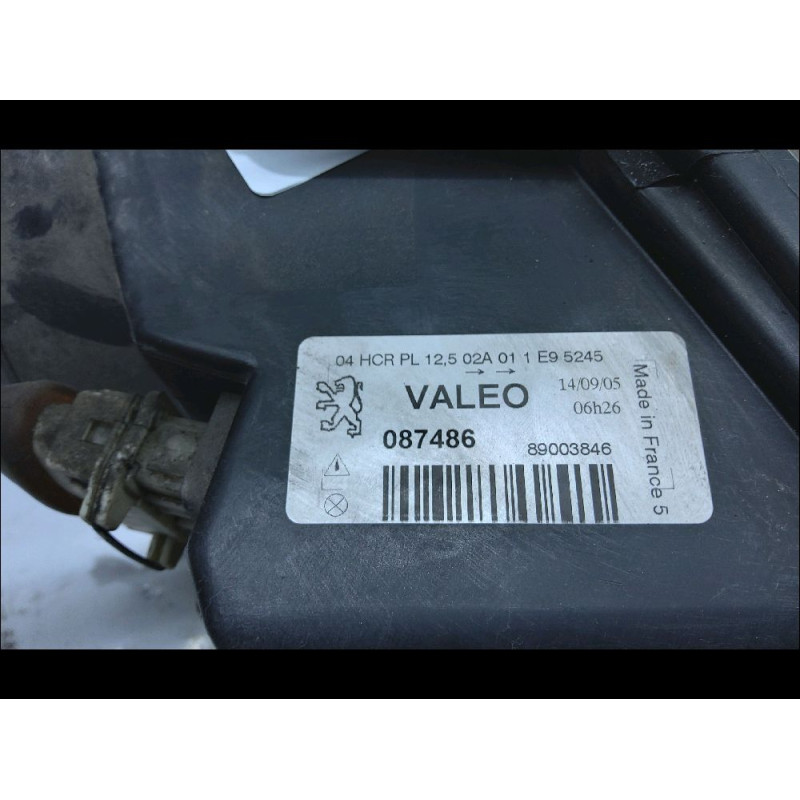 04 HCR PL 12,5 02A 01 1 E9 5245
→ →
VALEO
14/09/05
06h26
087486
89003846
Made in France 5